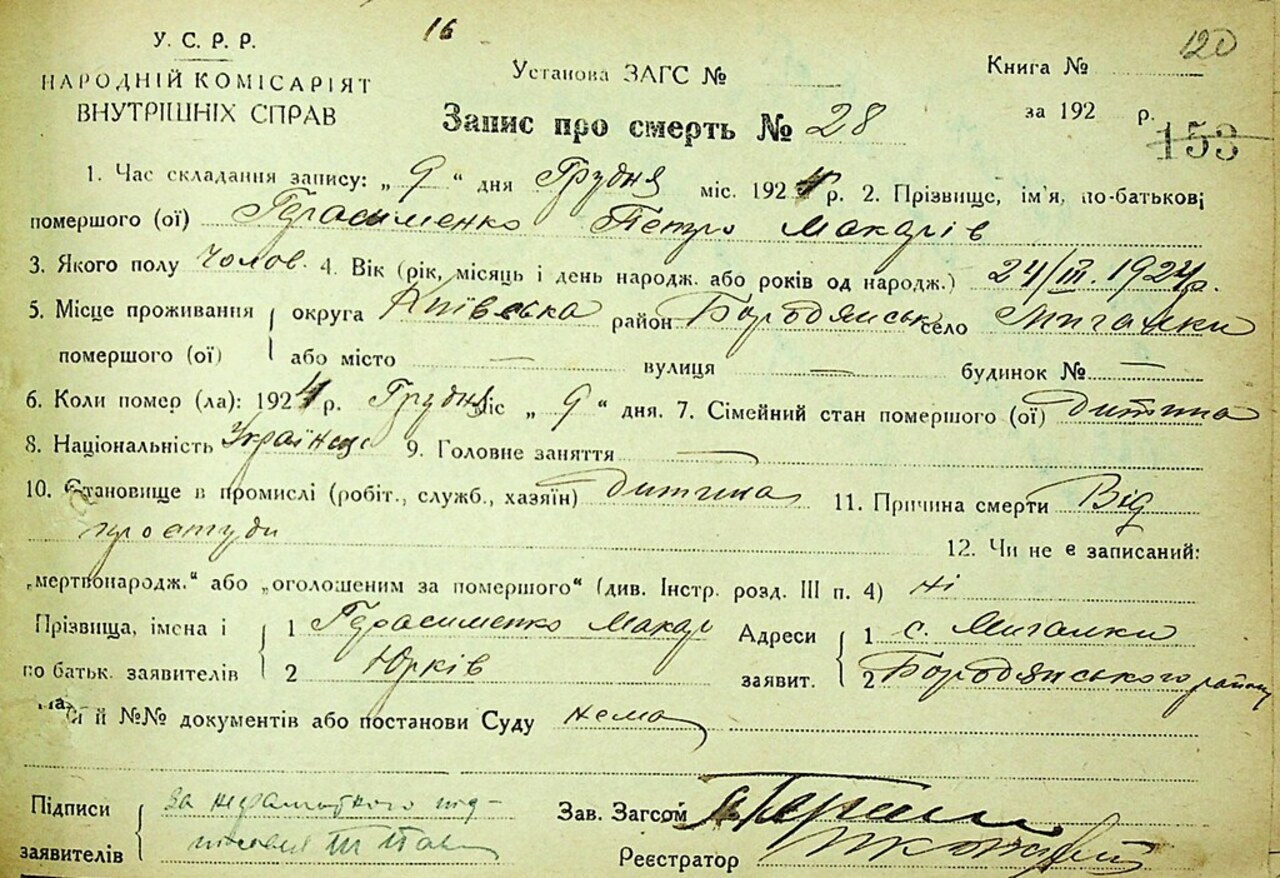 16
120
У. С. Р. Р.
НАРОДНІЙ КОМІСАРІЯТ
ВНУТРІШНІХ СПРАВ
Установа ЗАГС №
Книга №
за 192 р.
153
Запис про смерть № 28
1. Час складання запису: „ 9 “ дня Грудня міс. 1924 р. 2. Прізвище, ім'я, по-батькові
помершого (ої) Герасименко Петро Макарів
3. Якого полу Чолов. 4. Вік (рік, місяць і день народж. або років од народж.) 24/III. 1924р.
5. Місце проживання округа Київська район Бородянськ село Мигалки
помершого (ої) або місто — вулиця — будинок № —
6. Коли помер (ла): 1924 р. Грудня міс „ 9 “ дня. 7. Сімейний стан помершого (ої) Дитина
8. Національність Українець 9. Головне заняття —
10. Становище в промислі (робіт., служб., хазяїн) Дитина 11. Причина смерти Від
простуди
12. Чи не є записаний:
„мертвонародж.“ або „оголошеним за помершого“ (див. Інстр. розд. III п. 4) ні
Прізвища, імена і 1 Герасименко Макар Адреси 1 с. Мигалки
по батьк. заявителів 2 Юрків заявит. 2 Бородянського району
й №№ документів або постанови Суду нема
Підписи за неграмотного під-
заявителів
Зав. Загсом
Реєстратор